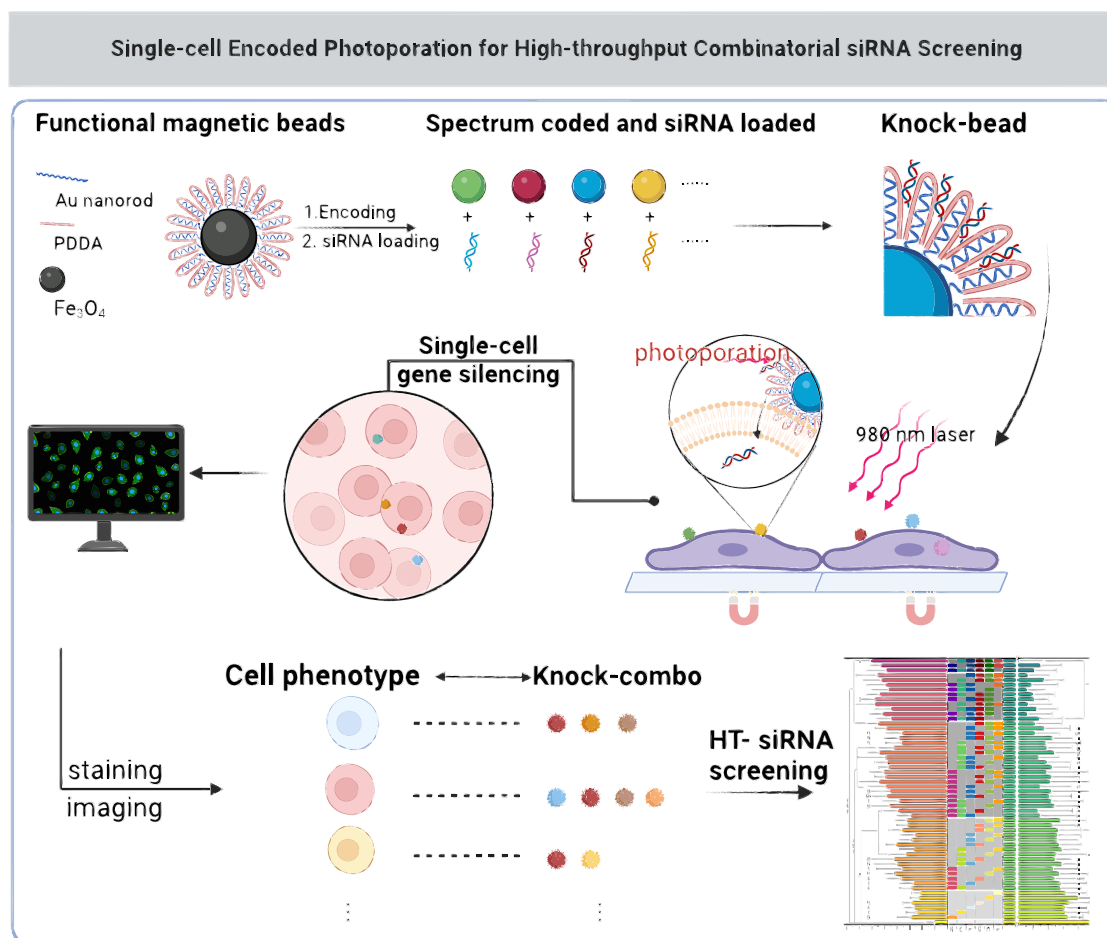 Single-cell Encoded Photoporation for High-throughput Combinatorial siRNA Screening
Functional magnetic beads
Spectrum coded and siRNA loaded
Knock-bead
Au nanorod
PDDA
Fe₃O₄
1.Encoding
2. siRNA loading
+ + + +
Single-cell
gene silencing
photoporation
980 nm laser
Cell phenotype
Knock-combo
staining
imaging
HT- siRNA
screening